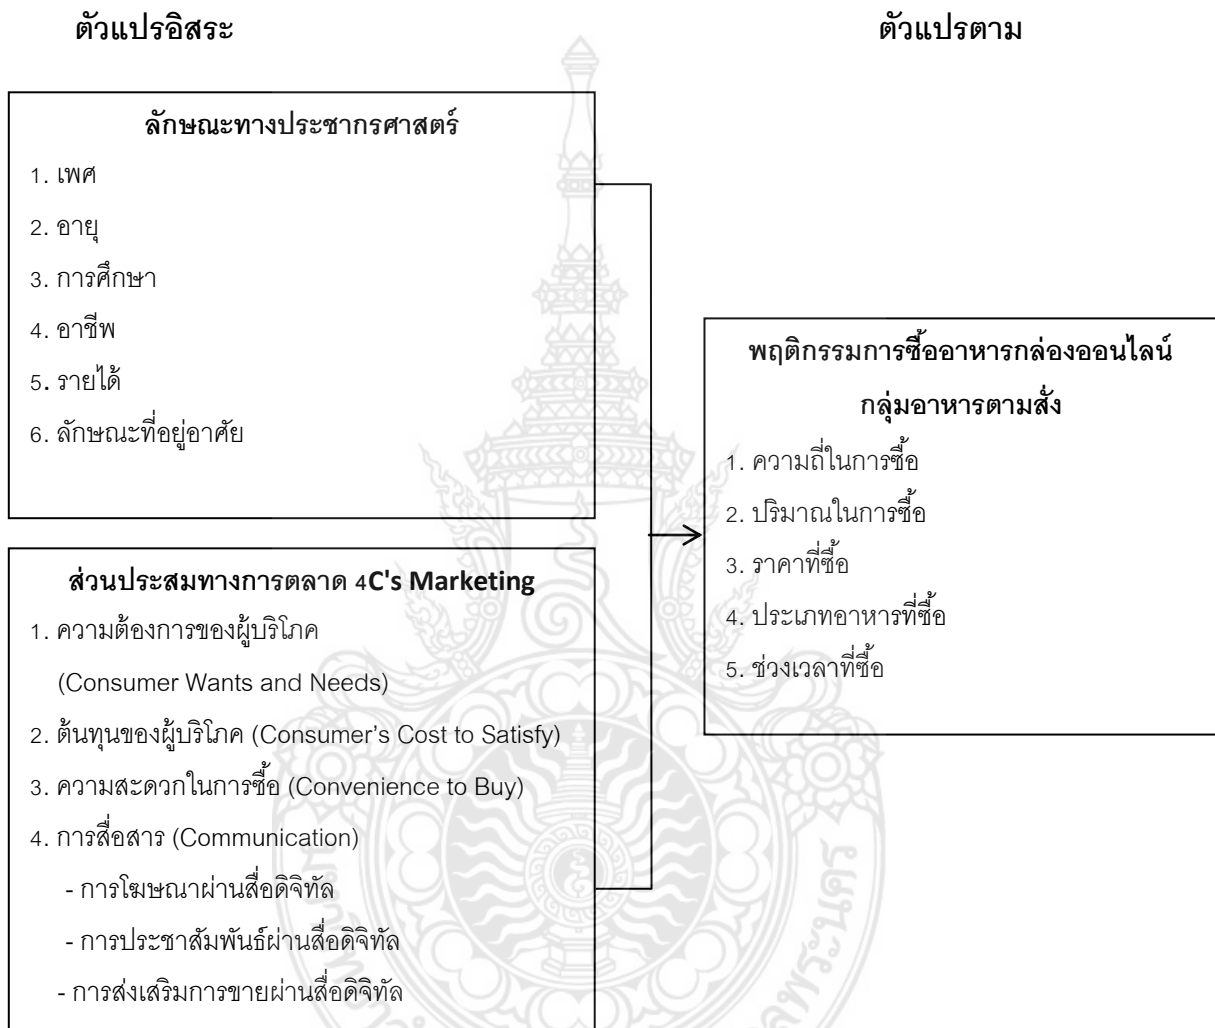 ตัวแปรอิสระ
ตัวแปรตาม
ลักษณะทางประชากรศาสตร์
1. เพศ
2. อายุ
3. การศึกษา
4. อาชีพ
5. รายได้
6. ลักษณะที่อยู่อาศัย
ส่วนประสมทางการตลาด 4C's Marketing
1. ความต้องการของผู้บริโภค
(Consumer Wants and Needs)
2. ต้นทุนของผู้บริโภค (Consumer’s Cost to Satisfy)
3. ความสะดวกในการซื้อ (Convenience to Buy)
4. การสื่อสาร (Communication)
- การโฆษณาผ่านสื่อดิจิทัล
- การประชาสัมพันธ์ผ่านสื่อดิจิทัล
- การส่งเสริมการขายผ่านสื่อดิจิทัล
พฤติกรรมการซื้ออาหารกล่องออนไลน์
กลุ่มอาหารตามสั่ง
1. ความถี่ในการซื้อ
2. ปริมาณในการซื้อ
3. ราคาที่ซื้อ
4. ประเภทอาหารที่ซื้อ
5. ช่วงเวลาที่ซื้อ